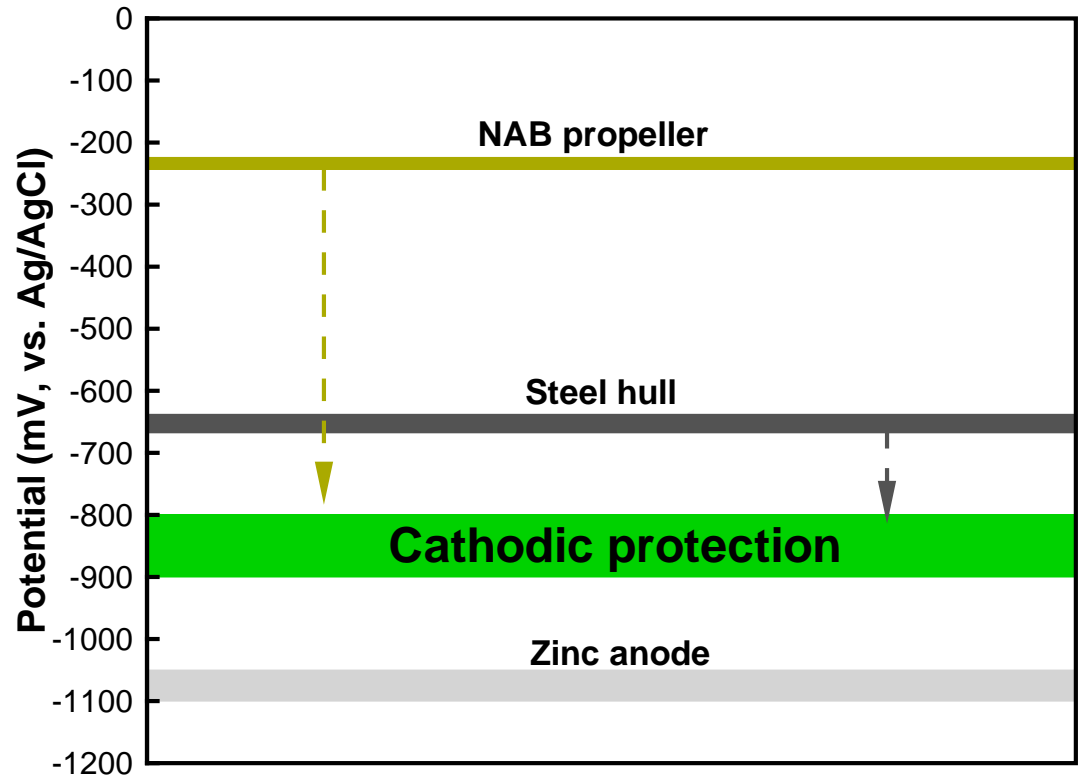 0
-100
NAB propeller
-200
-300
-400
-500
Steel hull
-600
-700
-800
Cathodic protection
-900
Zinc anode
-1000
-1100
-1200
Potential (mV, vs. Ag/AgCl)